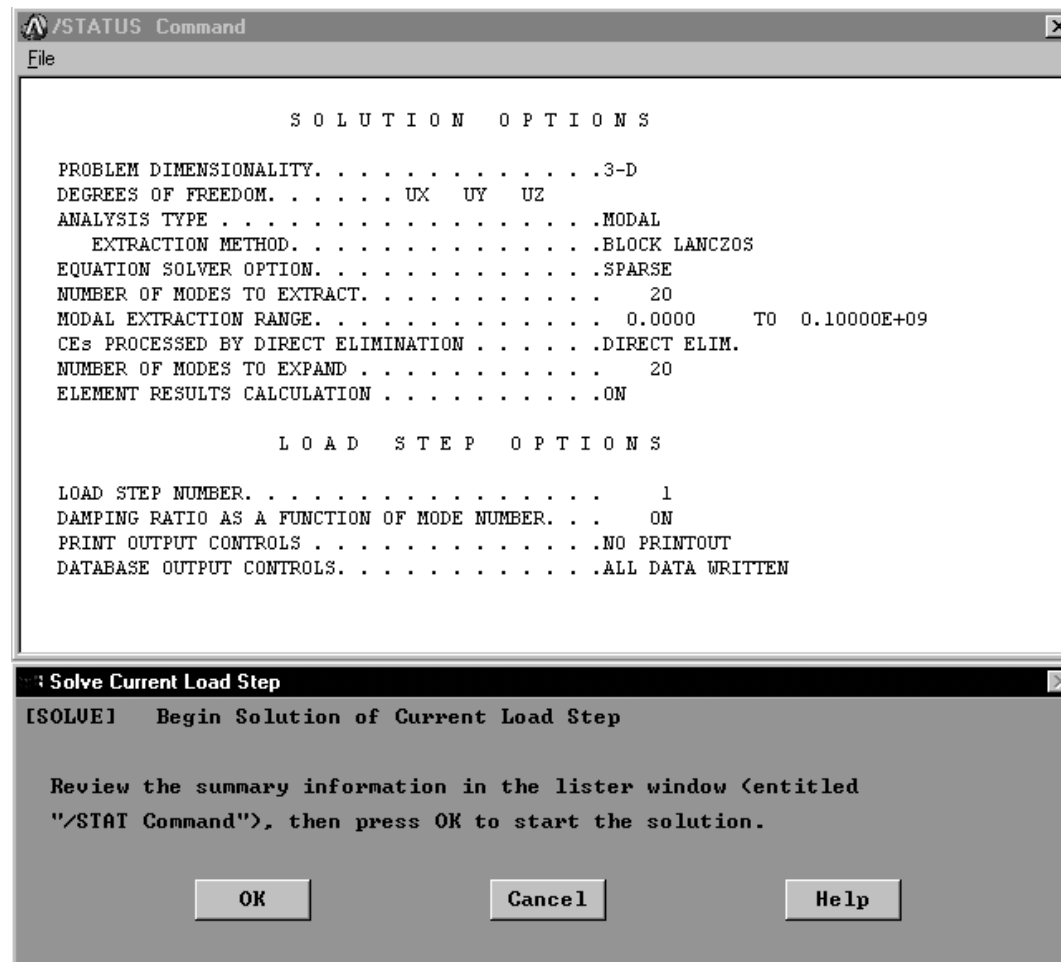 /STATUS Command
File
S O L U T I O N   O P T I O N S
PROBLEM DIMENSIONALITY. . . . . . . . . . . . .3-D
DEGREES OF FREEDOM. . . . . . UX   UY   UZ
ANALYSIS TYPE . . . . . . . . . . . . . . . . .MODAL
EXTRACTION METHOD. . . . . . . . . . . . . .BLOCK LANCZOS
EQUATION SOLVER OPTION. . . . . . . . . . . . .SPARSE
NUMBER OF MODES TO EXTRACT. . . . . . . . . . .    20
MODAL EXTRACTION RANGE. . . . . . . . . . . . .  0.0000     TO  0.10000E+09
CEs PROCESSED BY DIRECT ELIMINATION . . . . . .DIRECT ELIM.
NUMBER OF MODES TO EXPAND . . . . . . . . . . .    20
ELEMENT RESULTS CALCULATION . . . . . . . . . .ON
L O A D   S T E P   O P T I O N S
LOAD STEP NUMBER. . . . . . . . . . . . . . . .     1
DAMPING RATIO AS A FUNCTION OF MODE NUMBER. . .    ON
PRINT OUTPUT CONTROLS . . . . . . . . . . . . .NO PRINTOUT
DATABASE OUTPUT CONTROLS. . . . . . . . . . . .ALL DATA WRITTEN
Solve Current Load Step
[SOLVE]   Begin Solution of Current Load Step
Review the summary information in the lister window (entitled
"/STAT Command"), then press OK to start the solution.
OK   Cancel   Help